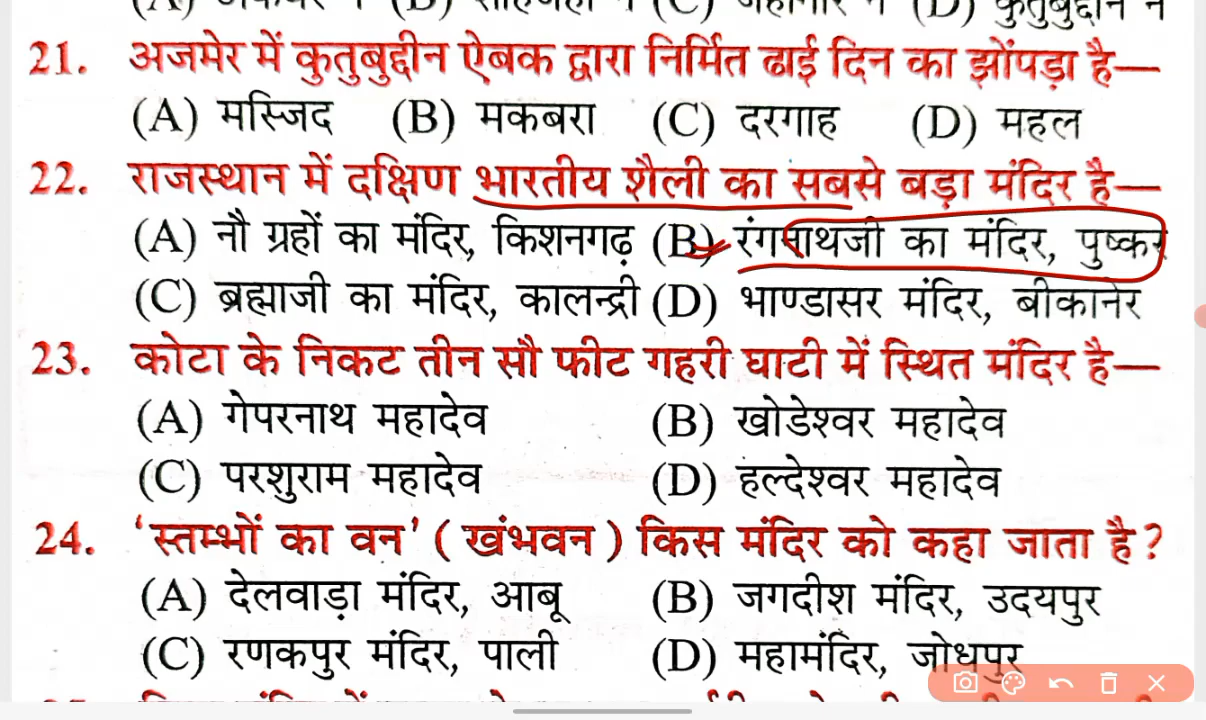 21. अजमेर में कुतुबुद्दीन ऐबक द्वारा निर्मित ढाई दिन का झोंपड़ा है—
(A) मस्जिद (B) मकबरा (C) दरगाह (D) महल
22. राजस्थान में दक्षिण भारतीय शैली का सबसे बड़ा मंदिर है—
(A) नौ ग्रहों का मंदिर, किशनगढ़ (B) रंगनाथजी का मंदिर, पुष्कर
(C) ब्रह्माजी का मंदिर, कालन्द्री (D) भाण्डासर मंदिर, बीकानेर
23. कोटा के निकट तीन सौ फीट गहरी घाटी में स्थित मंदिर है—
(A) गेपरनाथ महादेव (B) खोडेश्वर महादेव
(C) परशुराम महादेव (D) हल्देश्वर महादेव
24. 'स्तम्भों का वन' (खंभवन) किस मंदिर को कहा जाता है?
(A) देलवाड़ा मंदिर, आबू (B) जगदीश मंदिर, उदयपुर
(C) रणकपुर मंदिर, पाली (D) महामंदिर, जोधपुर